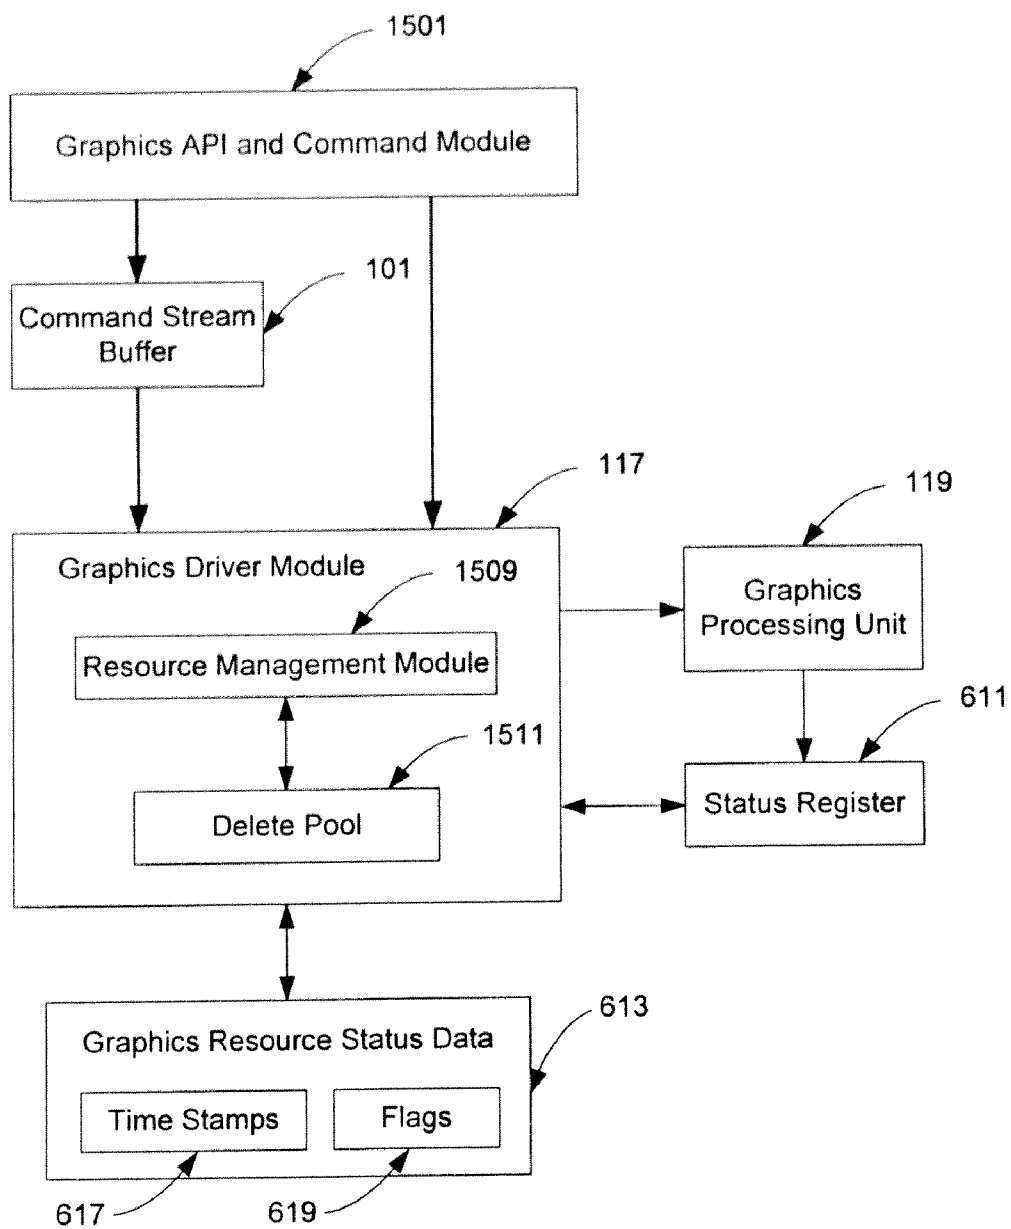 1501
Graphics API and Command Module
101
Command Stream
Buffer
117
119
Graphics Driver Module
1509
Graphics
Processing Unit
Resource Management Module
611
1511
Status Register
Delete Pool
613
Graphics Resource Status Data
Time Stamps
Flags
617
619